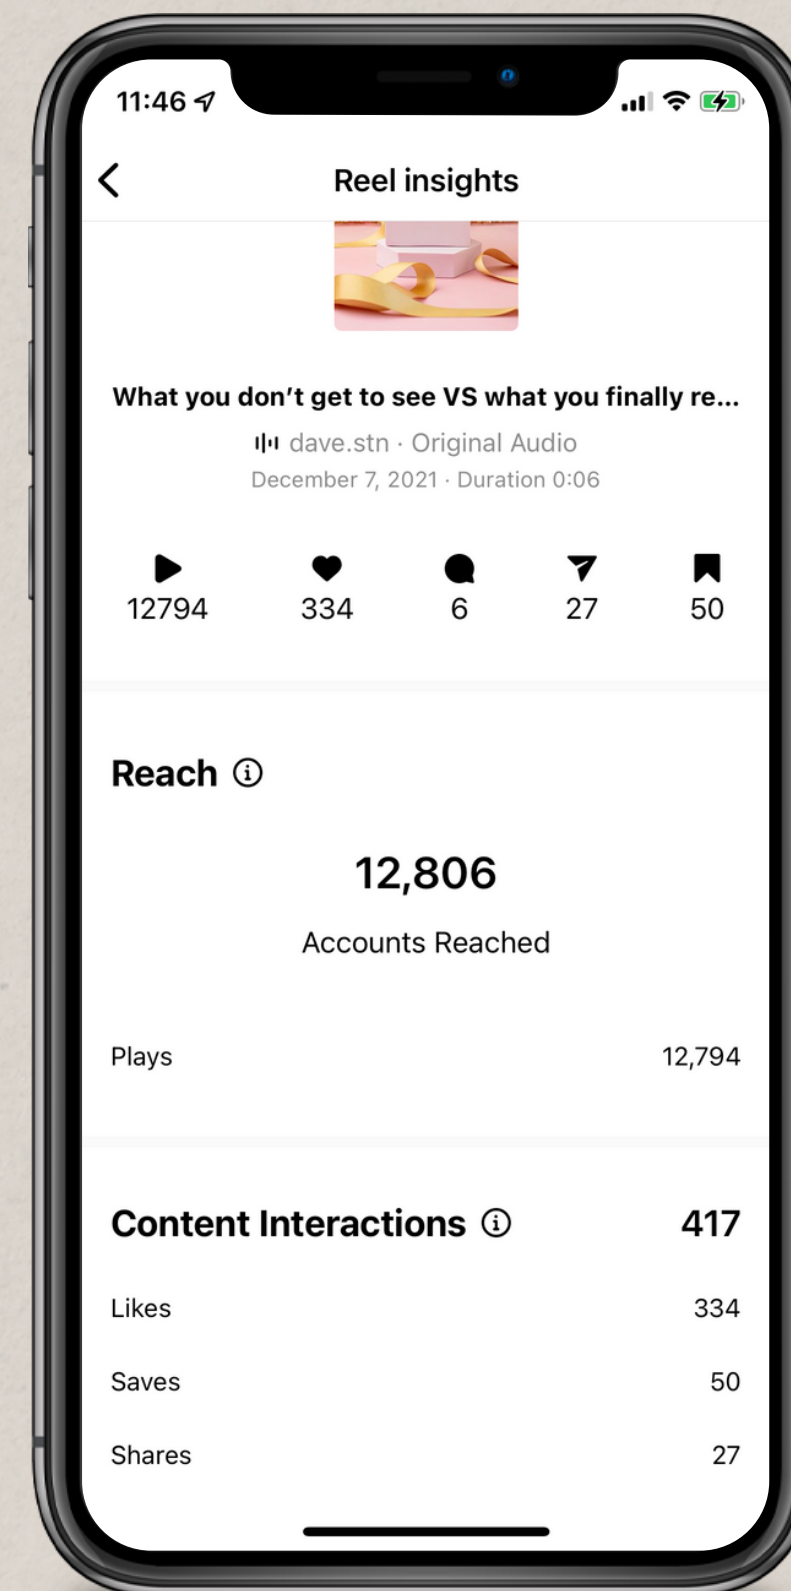 11:46
Reel insights
What you don't get to see VS what you finally re...
dave.stn · Original Audio
December 7, 2021 · Duration 0:06
12794 334 6 27 50
Reach
12,806
Accounts Reached
Plays 12,794
Content Interactions 417
Likes 334
Saves 50
Shares 27